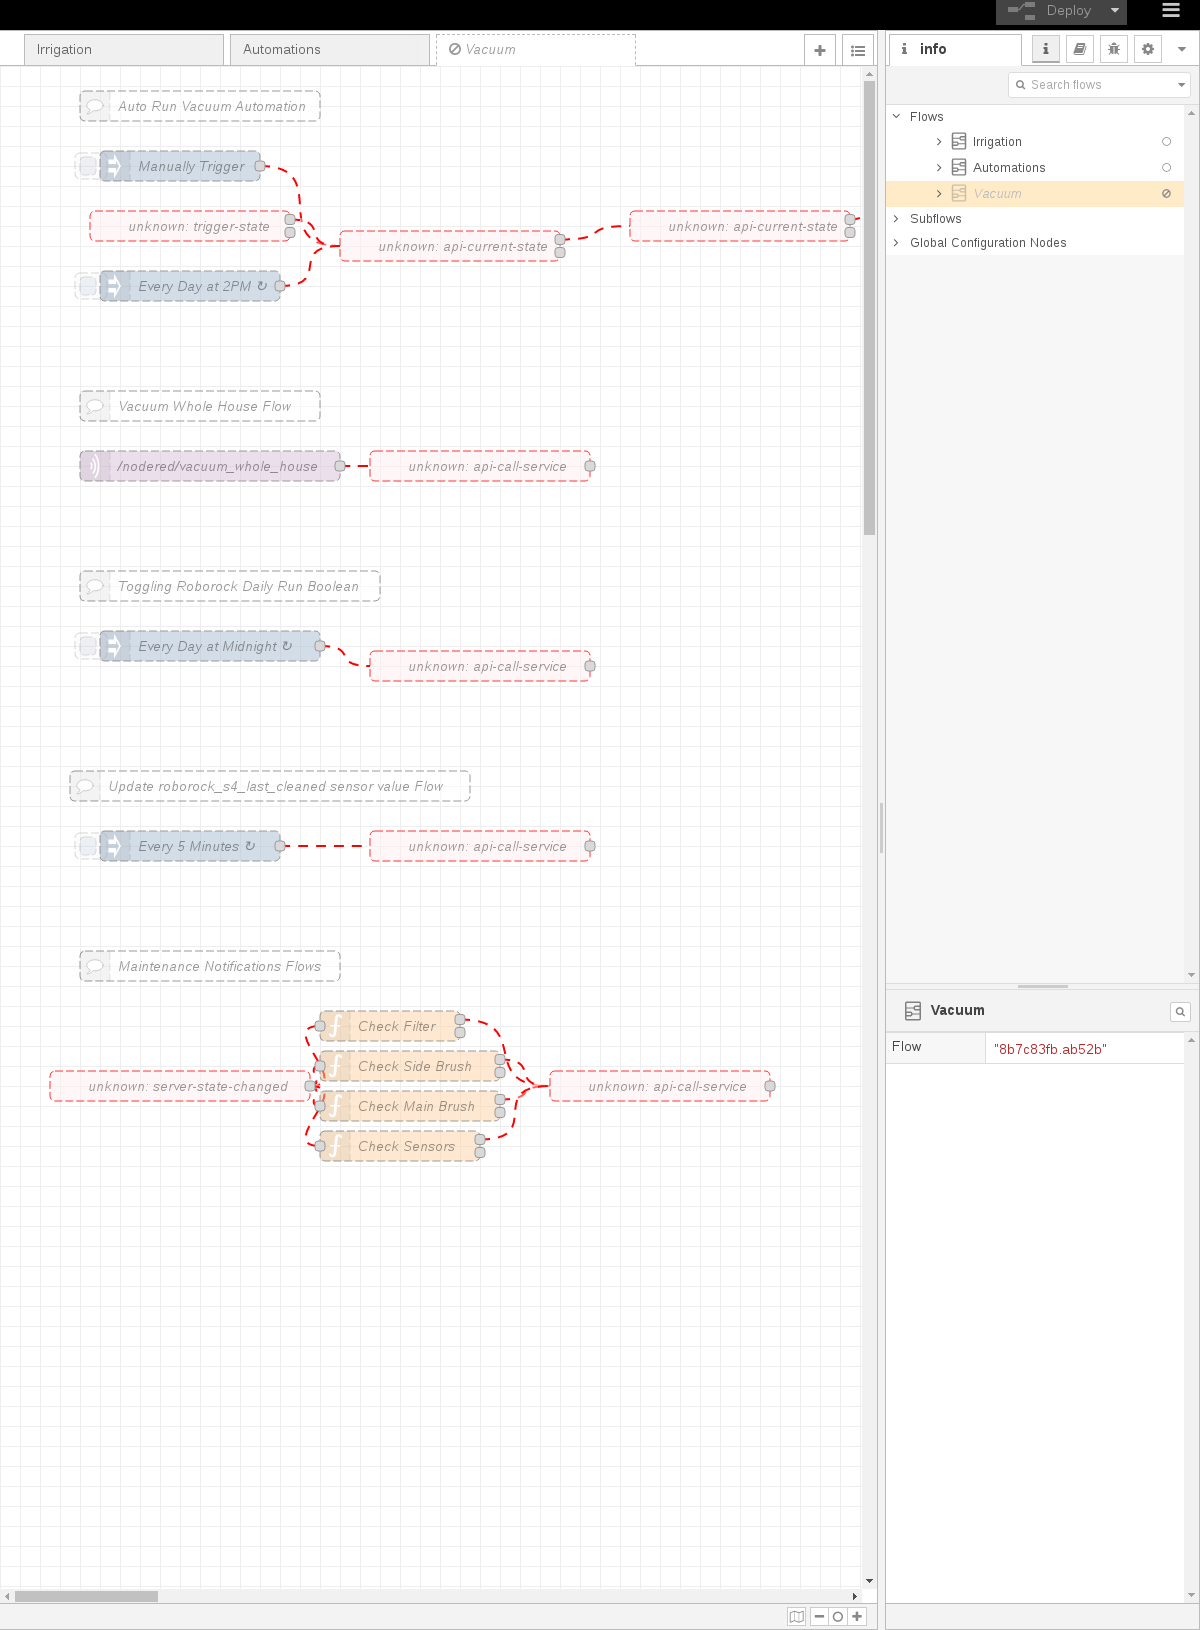 Deploy
Irrigation
Automations
Vacuum
info
Search flows
Flows
Irrigation
Automations
Vacuum
Subflows
Global Configuration Nodes
Auto Run Vacuum Automation
Manually Trigger
unknown: trigger-state
unknown: api-current-state
unknown: api-current-state
Every Day at 2PM ↻
Vacuum Whole House Flow
/nodered/vacuum_whole_house
unknown: api-call-service
Toggling Roborock Daily Run Boolean
Every Day at Midnight ↻
unknown: api-call-service
Update roborock_s4_last_cleaned sensor value Flow
Every 5 Minutes ↻
unknown: api-call-service
Maintenance Notifications Flows
Check Filter
Check Side Brush
unknown: server-state-changed
unknown: api-call-service
Check Main Brush
Check Sensors
Vacuum
Flow
"8b7c83fb.ab52b"